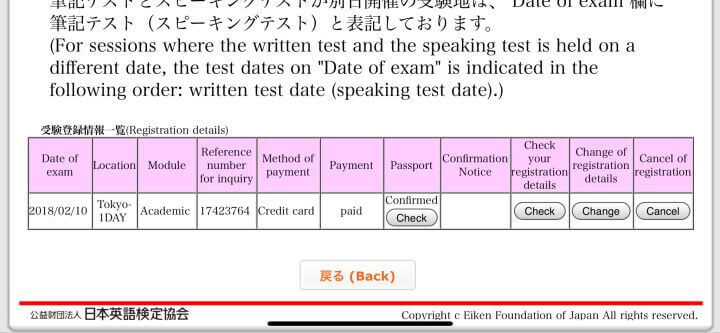 筆記テストとスピーキングテストが別日開催の受験地は、"Date of exam"欄に
筆記テスト（スピーキングテスト）と表記しております。
(For sessions where the written test and the speaking test is held on a
different date, the test dates on "Date of exam" is indicated in the
following order: written test date (speaking test date).)
受験登録情報一覧(Registration details)
Date of exam Location Module Reference number for inquiry Method of payment Payment Passport Confirmation Notice Check your registration details Change of registration details Cancel of registration
2018/02/10 Tokyo-1DAY Academic 17423764 Credit card paid Confirmed Check Check Change Cancel
戻る (Back)
公益財団法人 日本英語検定協会
Copyright c Eiken Foundation of Japan All rights reserved.